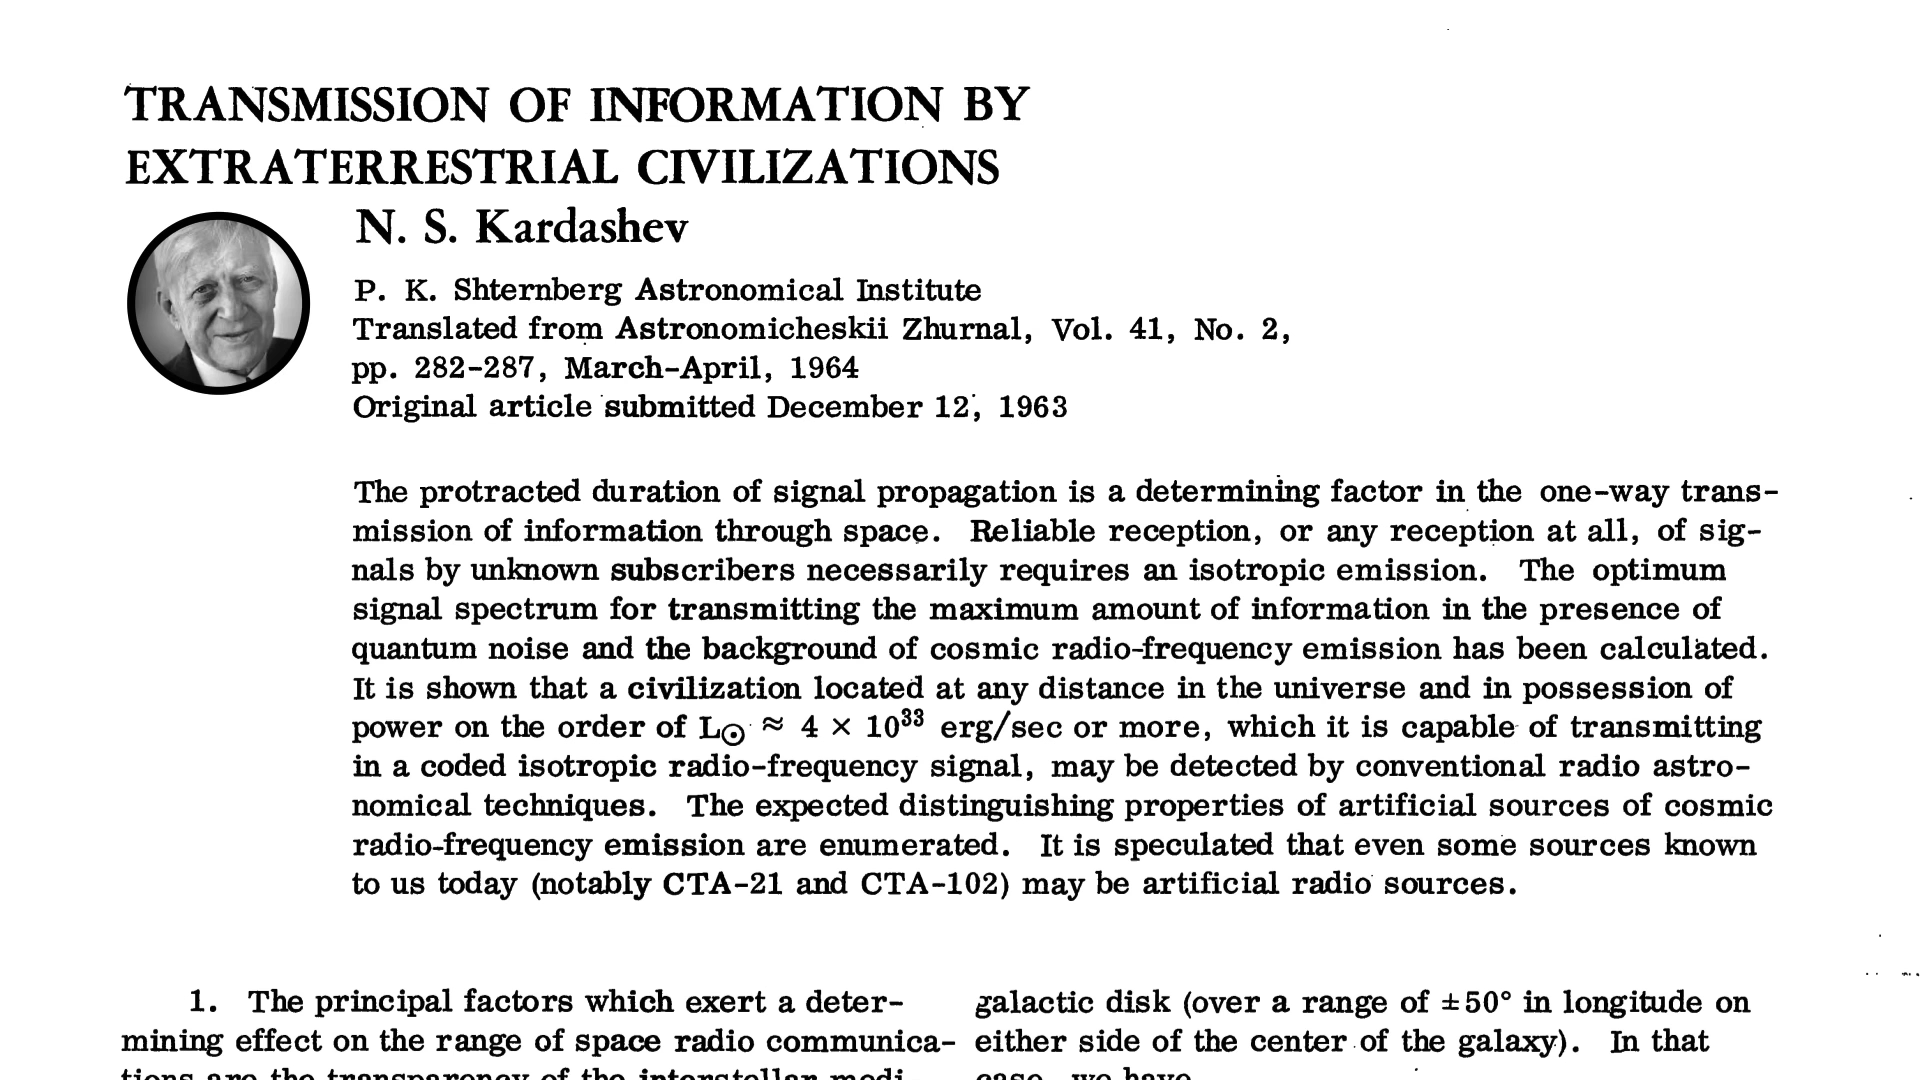 TRANSMISSION OF INFORMATION BY
EXTRATERRESTRIAL CIVILIZATIONS
N. S. Kardashev
P. K. Shternberg Astronomical Institute
Translated from Astronomicheskii Zhurnal, Vol. 41, No. 2,
pp. 282-287, March-April, 1964
Original article submitted December 12, 1963
The protracted duration of signal propagation is a determining factor in the one-way trans-
mission of information through space. Reliable reception, or any reception at all, of sig-
nals by unknown subscribers necessarily requires an isotropic emission. The optimum
signal spectrum for transmitting the maximum amount of information in the presence of
quantum noise and the background of cosmic radio-frequency emission has been calculated.
It is shown that a civilization located at any distance in the universe and in possession of
power on the order of L⊙ ≈ 4 × 10³³ erg/sec or more, which it is capable of transmitting
in a coded isotropic radio-frequency signal, may be detected by conventional radio astro-
nomical techniques. The expected distinguishing properties of artificial sources of cosmic
radio-frequency emission are enumerated. It is speculated that even some sources known
to us today (notably CTA-21 and CTA-102) may be artificial radio sources.
1. The principal factors which exert a deter-
mining effect on the range of space radio communica-
tions are the transparency of the interstellar medi-
galactic disk (over a range of ±50° in longitude on
either side of the center of the galaxy). In that
case, we have